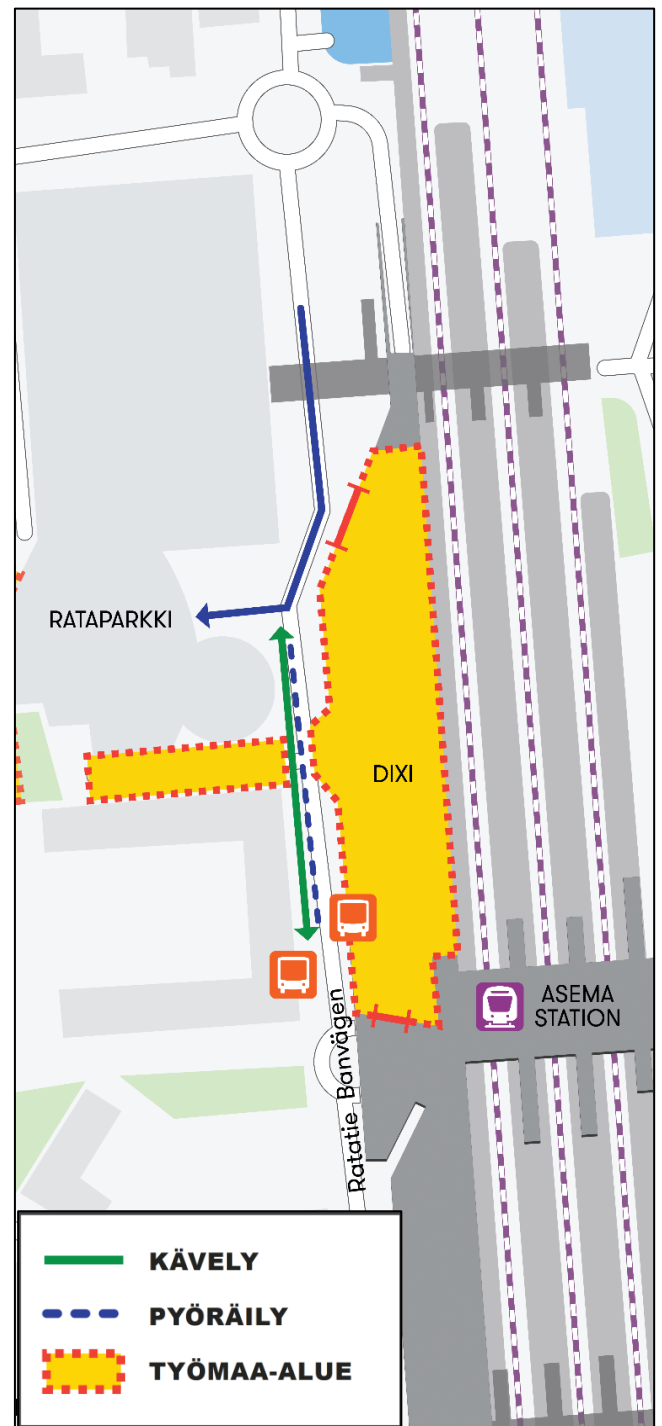 RATAPARKKI
DIXI
ASEMA
STATION
Ratatie Banvägen
KÄVELY
PYÖRÄILY
TYÖMAA-ALUE